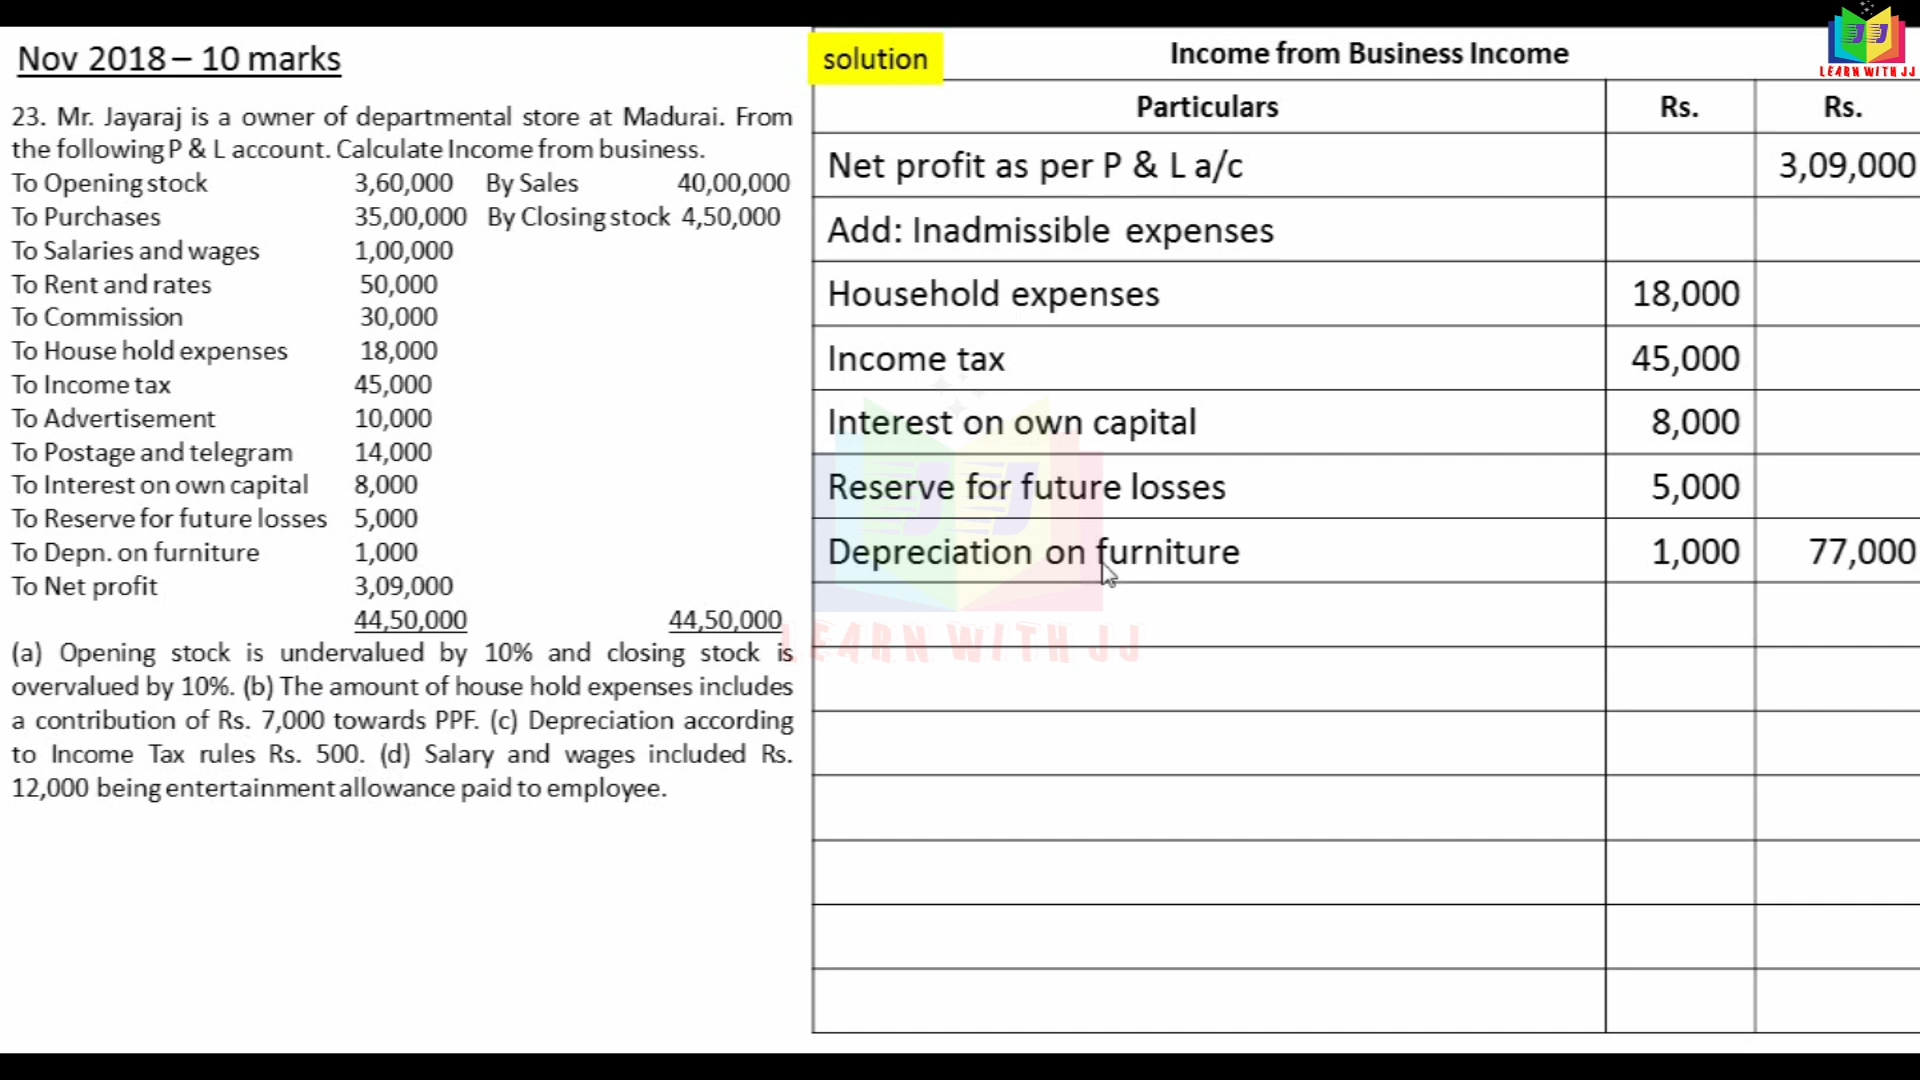 Nov 2018 – 10 marks
23. Mr. Jayaraj is a owner of departmental store at Madurai. From
the following P & L account. Calculate Income from business.
To Opening stock 3,60,000 By Sales 40,00,000
To Purchases 35,00,000 By Closing stock 4,50,000
To Salaries and wages 1,00,000
To Rent and rates 50,000
To Commission 30,000
To House hold expenses 18,000
To Income tax 45,000
To Advertisement 10,000
To Postage and telegram 14,000
To Interest on own capital 8,000
To Reserve for future losses 5,000
To Depn. on furniture 1,000
To Net profit 3,09,000
44,50,000 44,50,000
(a) Opening stock is undervalued by 10% and closing stock is
overvalued by 10%. (b) The amount of house hold expenses includes
a contribution of Rs. 7,000 towards PPF. (c) Depreciation according
to Income Tax rules Rs. 500. (d) Salary and wages included Rs.
12,000 being entertainment allowance paid to employee.
solution
Income from Business Income
Particulars Rs. Rs.
Net profit as per P & L a/c 3,09,000
Add: Inadmissible expenses
Household expenses 18,000
Income tax 45,000
Interest on own capital 8,000
Reserve for future losses 5,000
Depreciation on furniture 1,000 77,000
JJ
LEARN WITH JJ
JJ
LEARN WITH JJ